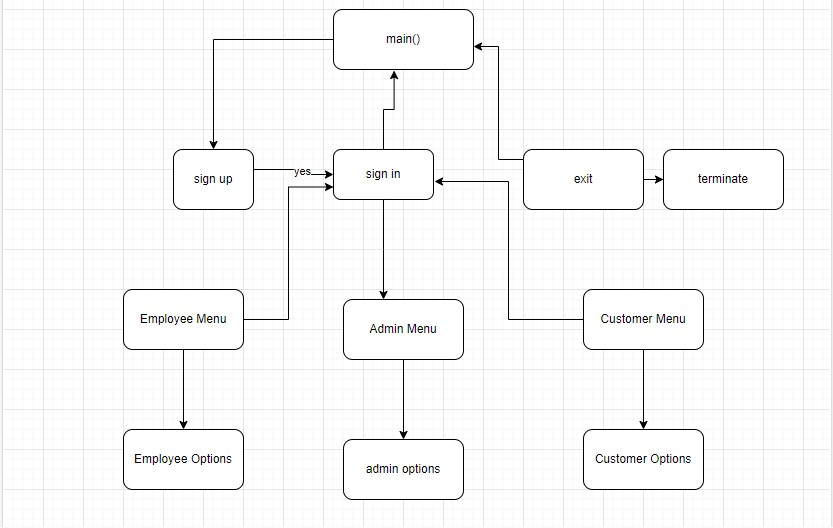 main()
sign up
yes
sign in
exit
terminate
Employee Menu
Admin Menu
Customer Menu
Employee Options
admin options
Customer Options